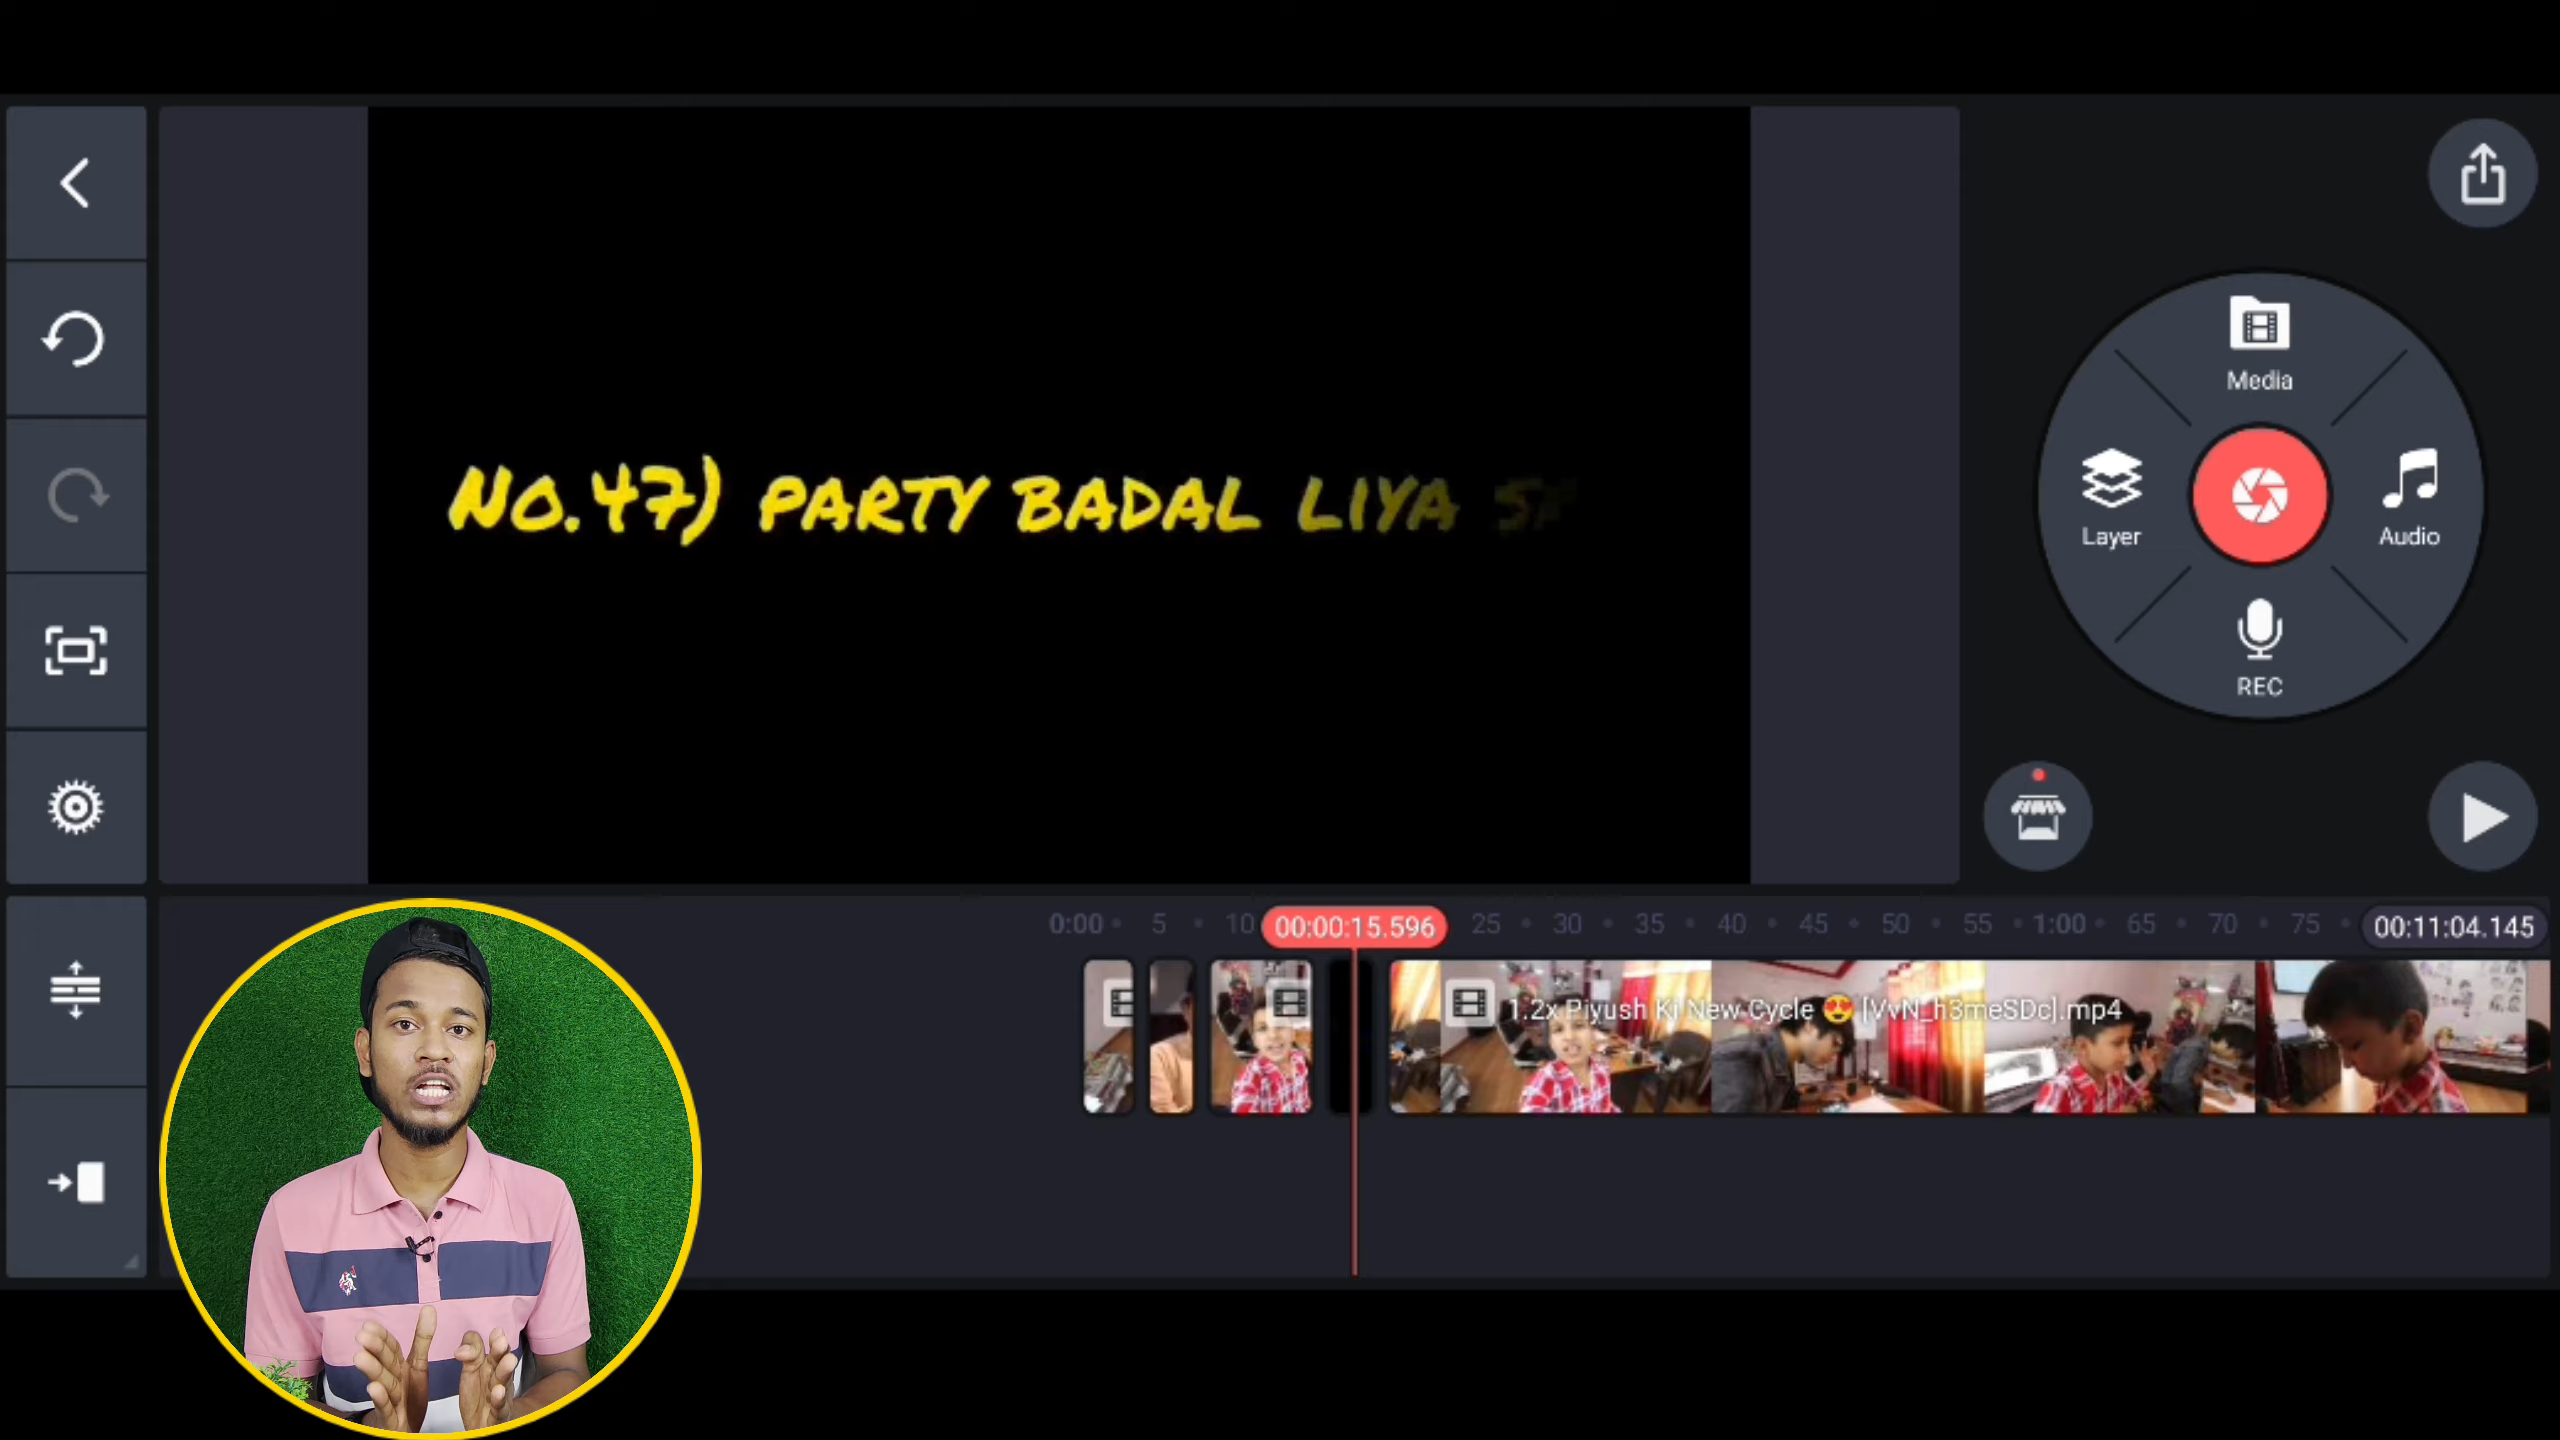 Media
No.47) PARTY BADAL LIYA
Layer
Audio
REC
0:00 5 10 00:00:15.596 25 30 35 40 45 50 55 1:00 65 70 75 00:11:04.145
1.2x Piyush Ki New Cycle 😍 [VvN_h3meSDc].mp4